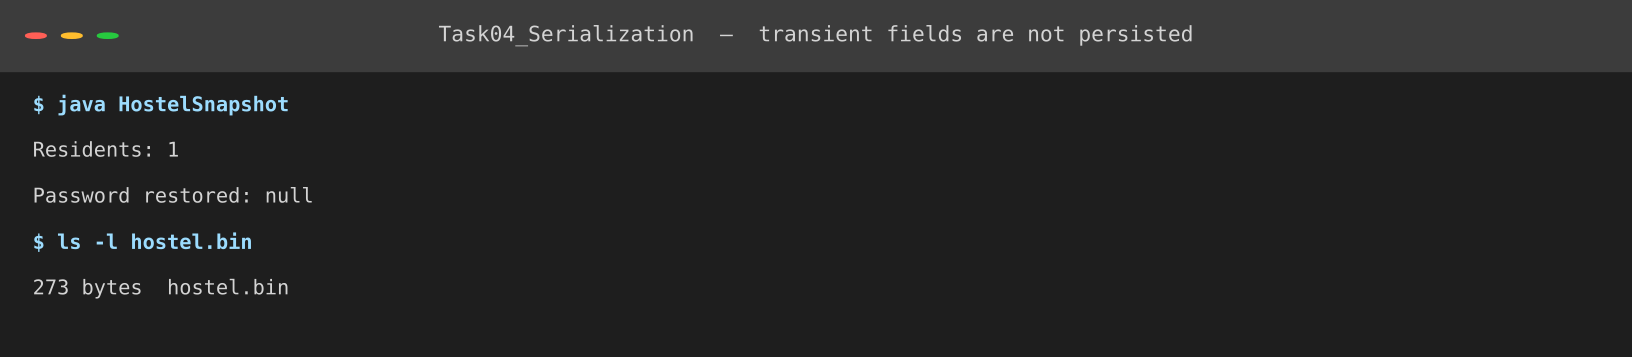 Task04_Serialization  —  transient fields are not persisted
$ java HostelSnapshot
Residents: 1
Password restored: null
$ ls -l hostel.bin
273 bytes  hostel.bin